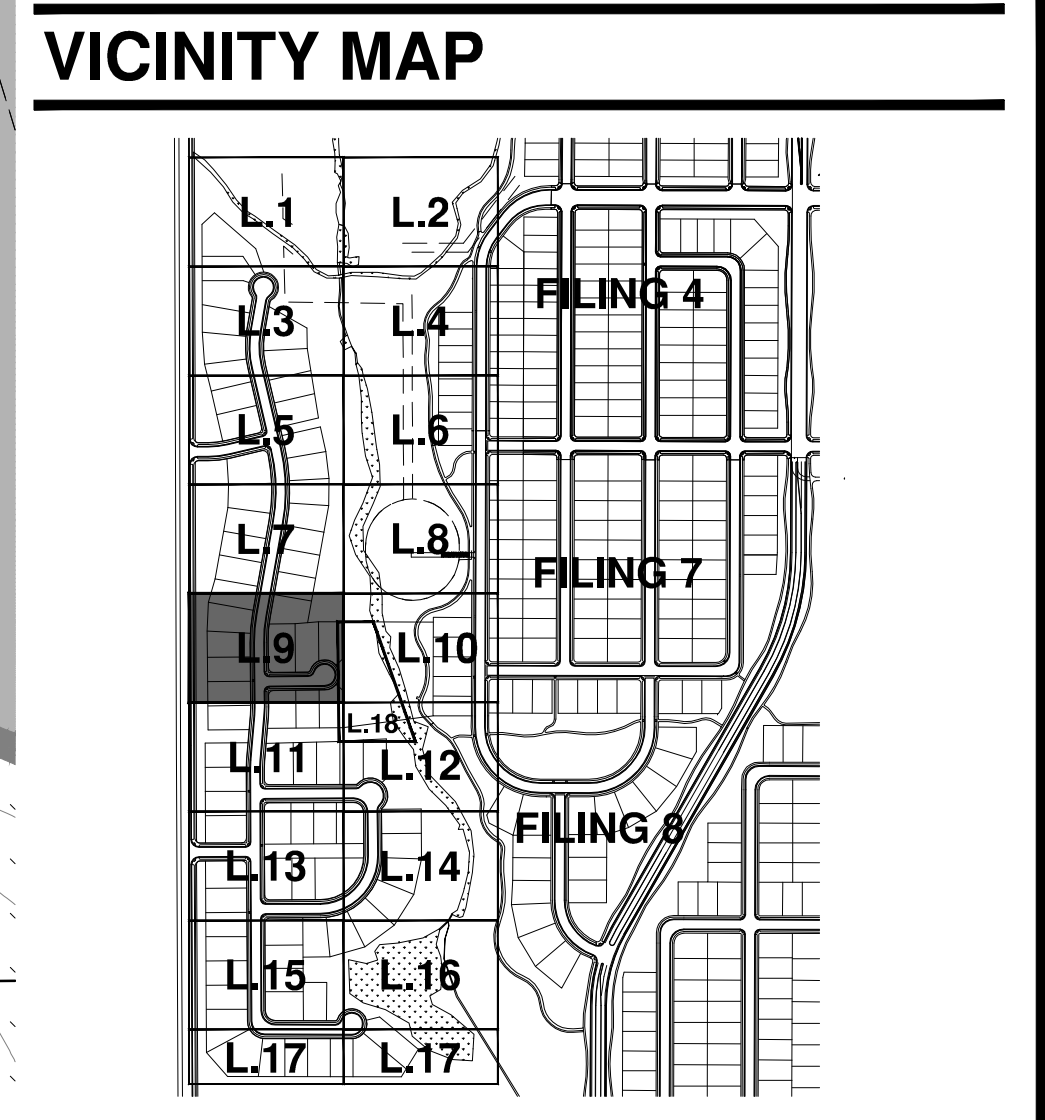 VICINITY MAP
L.1 L.2
FILING 4
L.3 L.4
L.5 L.6
L.7 L.8
FILING 7
L.9 L.10
L.18
L.11 L.12
FILING 8
L.13 L.14
L.15 L.16
L.17 L.17